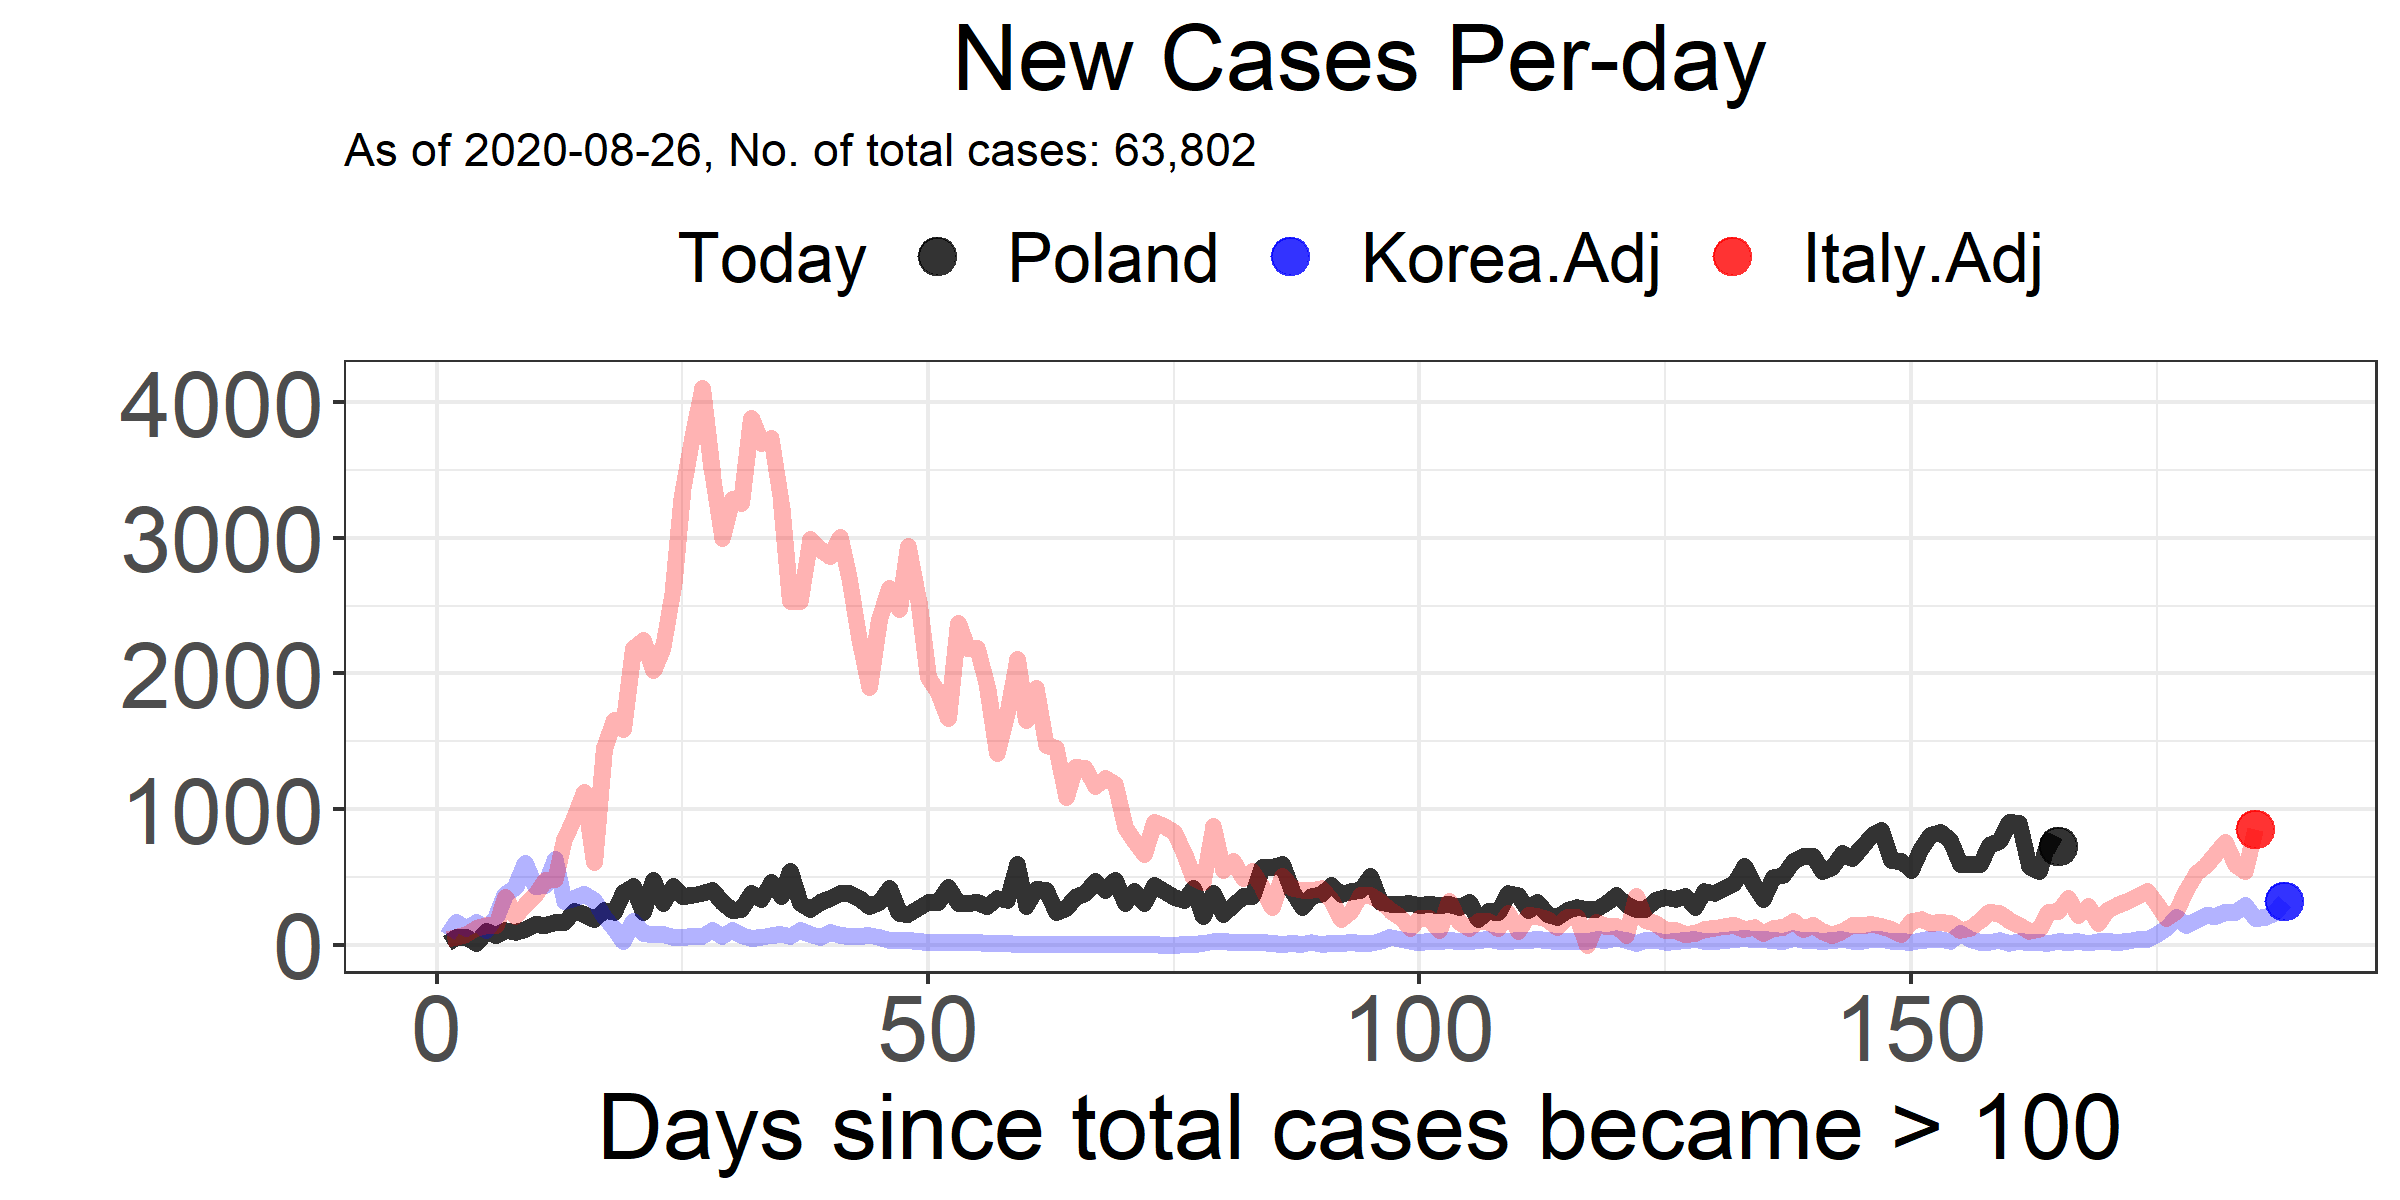 New Cases Per-day
As of 2020-08-26, No. of total cases: 63,802
Today Poland Korea.Adj Italy.Adj
4000
3000
2000
1000
0
0 50 100 150
Days since total cases became > 100